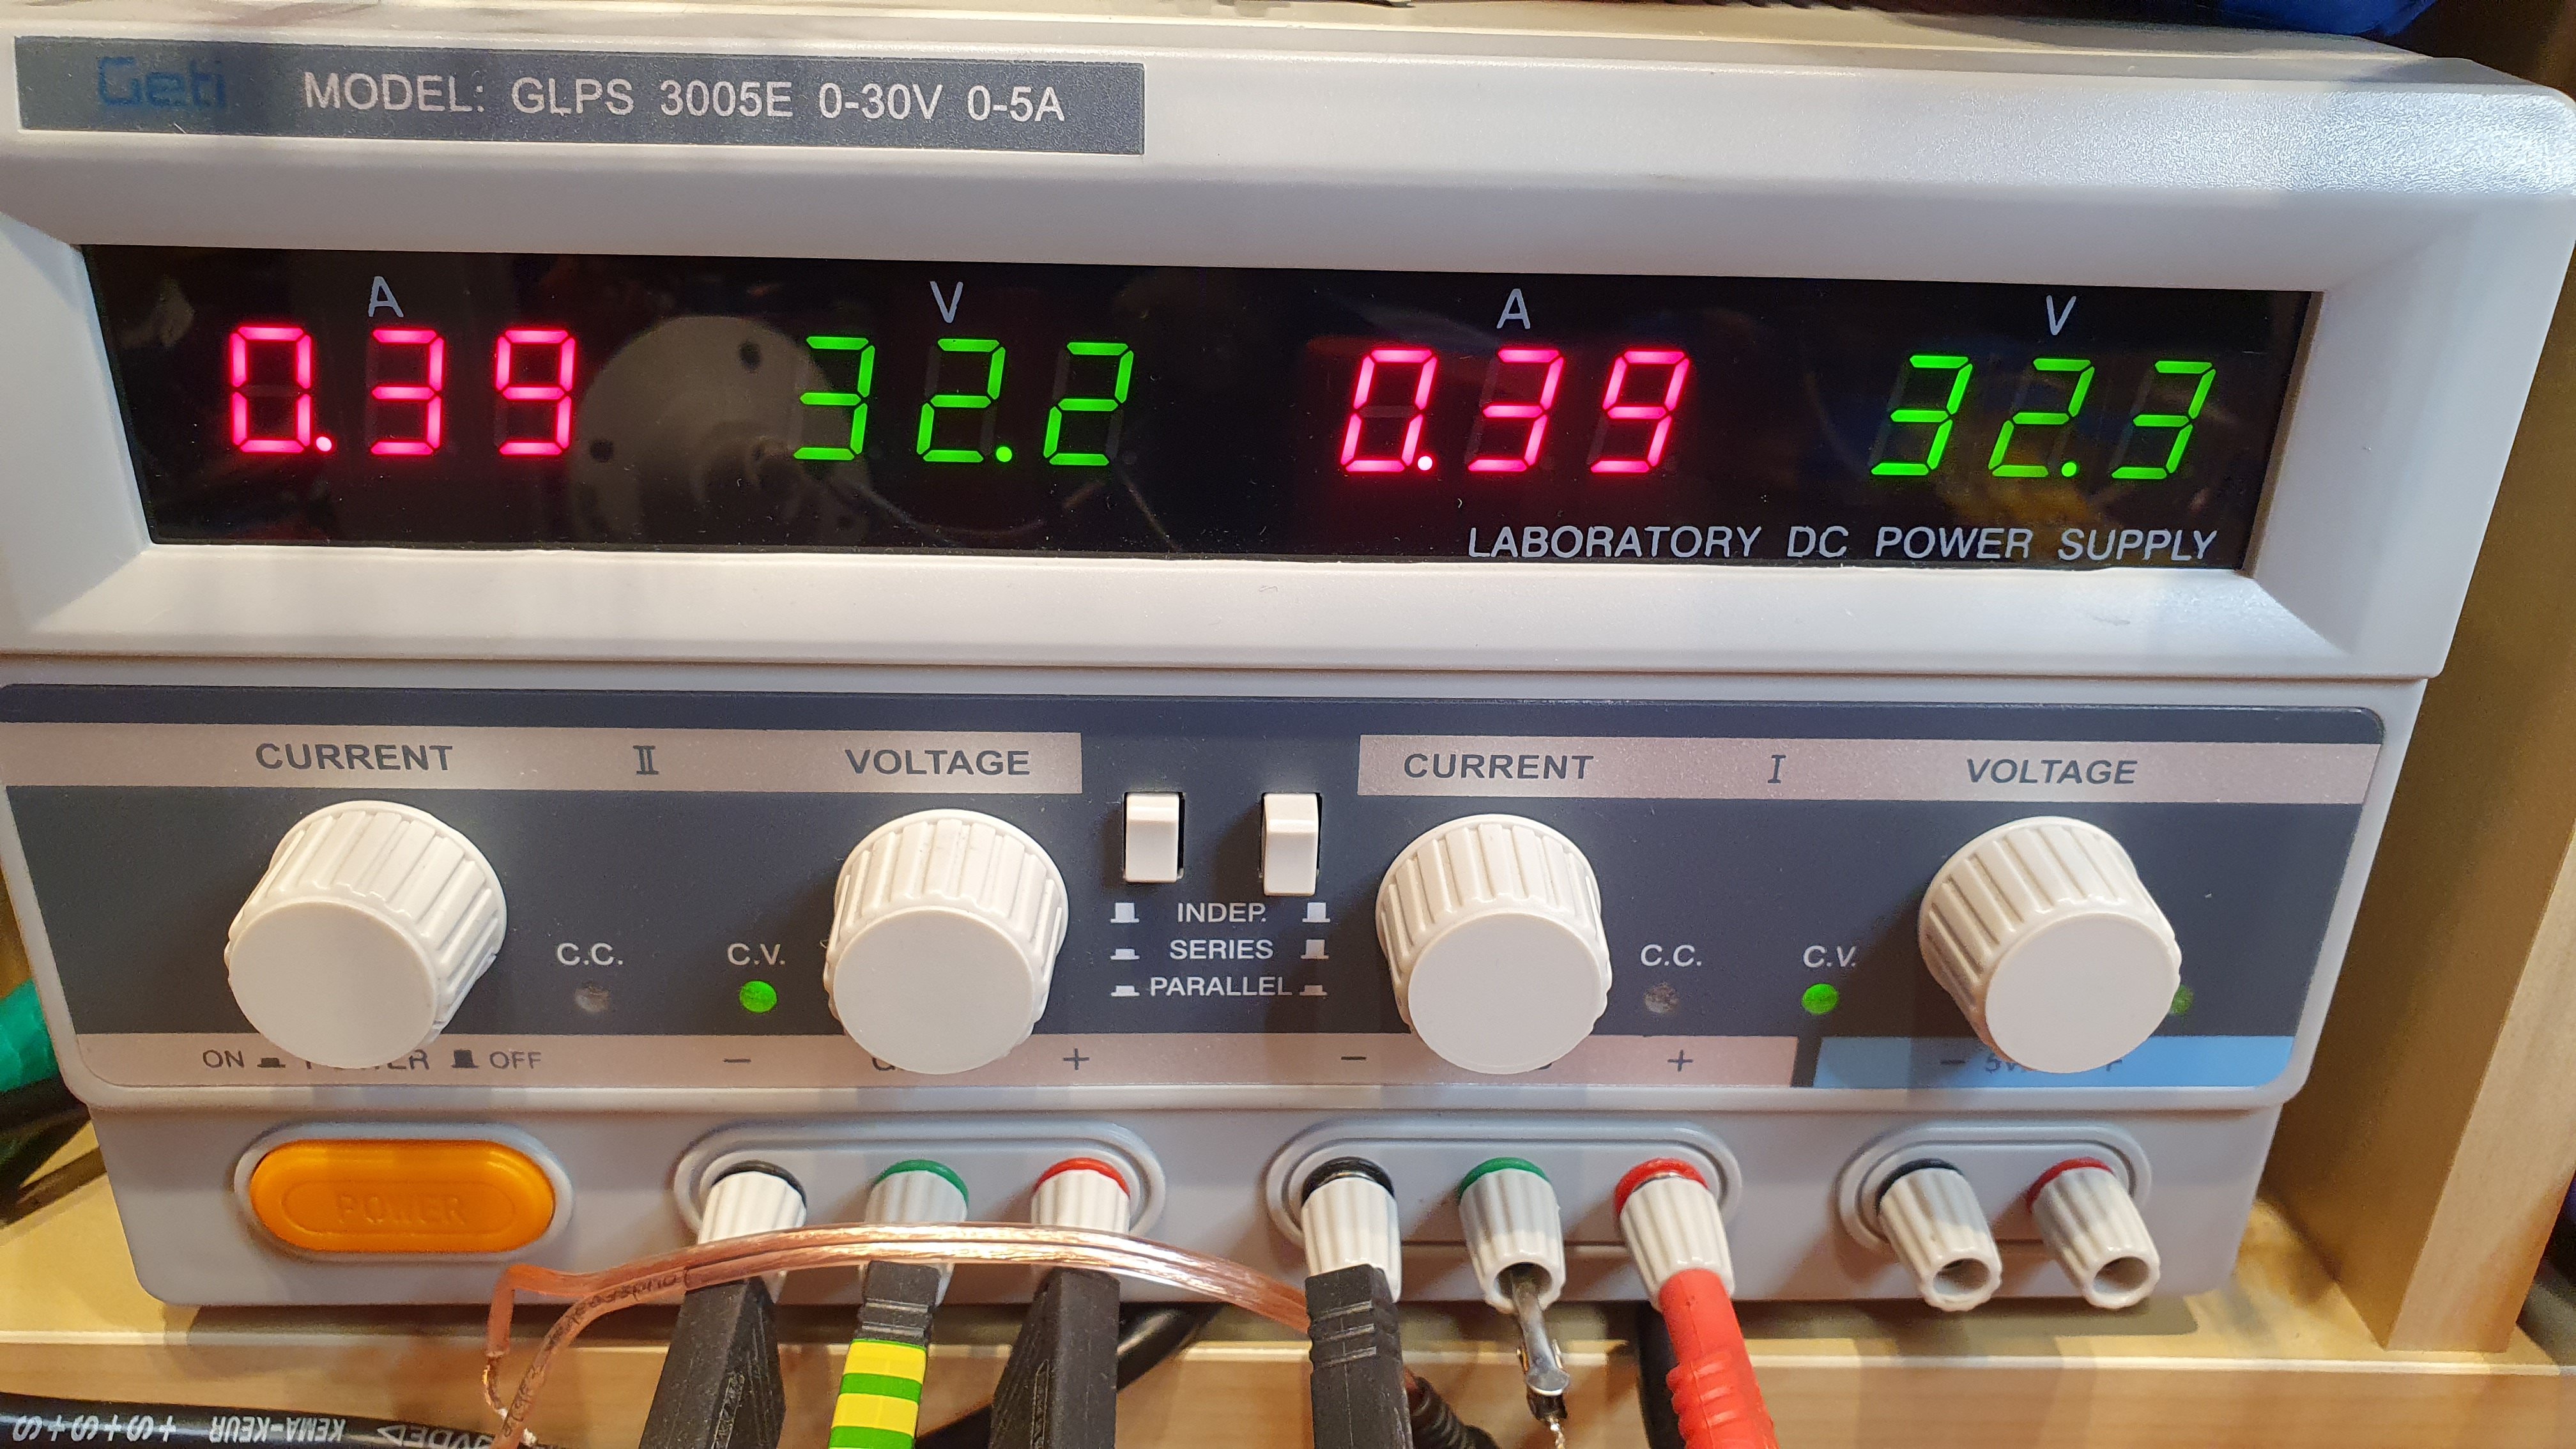 Geti MODEL: GLPS 3005E 0-30V 0-5A
A V A V
0.39 32.2 0.39 32.3
LABORATORY DC POWER SUPPLY
CURRENT II VOLTAGE CURRENT I VOLTAGE
INDEP.
C.C. C.V. SERIES C.C. C.V.
PARALLEL
ON OFF − + − + −
POWER
KEMA-KEUR